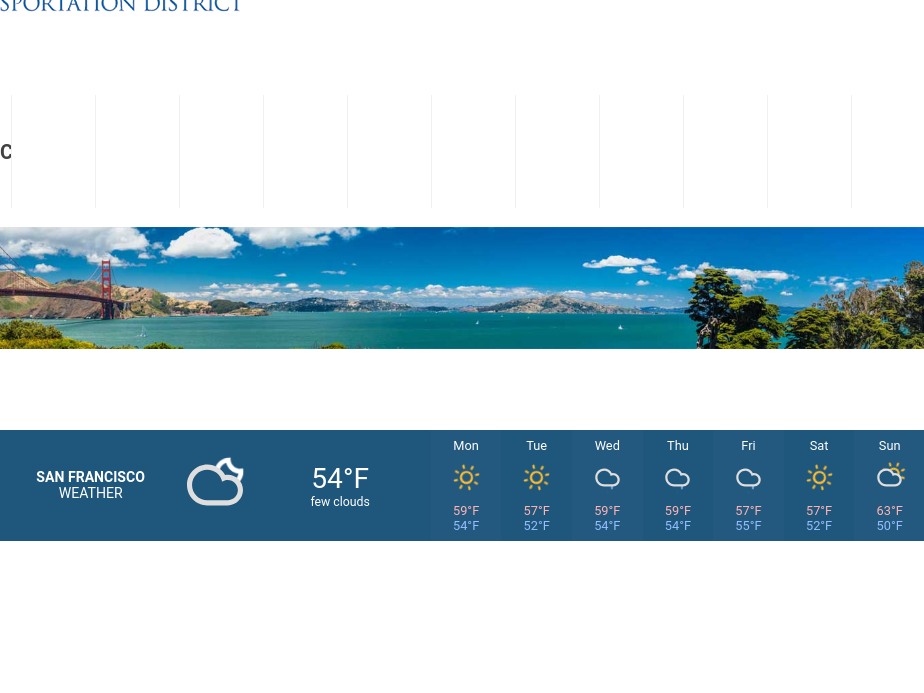 SPORTATION DISTRICT
C
SAN FRANCISCO
WEATHER
54°F
few clouds
Mon Tue Wed Thu Fri Sat Sun
59°F 57°F 59°F 59°F 57°F 57°F 63°F
54°F 52°F 54°F 54°F 55°F 52°F 50°F